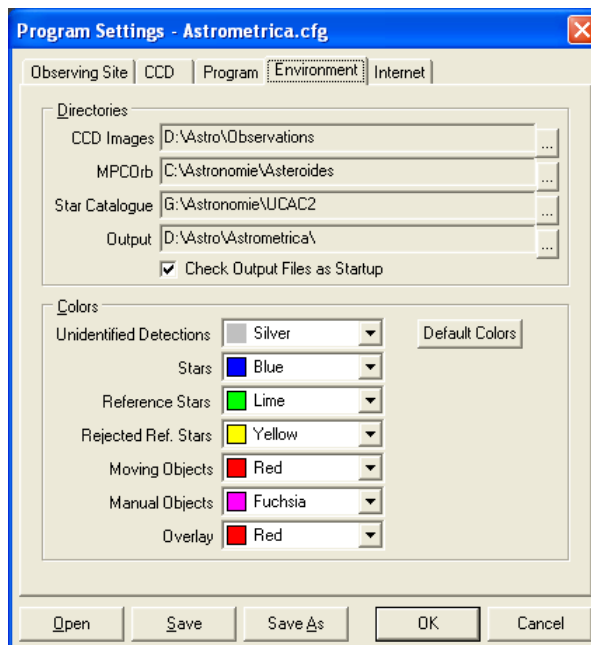 Program Settings - Astrometrica.cfg
Observing Site CCD Program Environment Internet
Directories
CCD Images D:\Astro\Observations ...
MPCOrb C:\Astronomie\Asteroides ...
Star Catalogue G:\Astronomie\UCAC2 ...
Output D:\Astro\Astrometrica\ ...
Check Output Files as Startup
Colors
Unidentified Detections Silver Default Colors
Stars Blue
Reference Stars Lime
Rejected Ref. Stars Yellow
Moving Objects Red
Manual Objects Fuchsia
Overlay Red
Open Save Save As OK Cancel